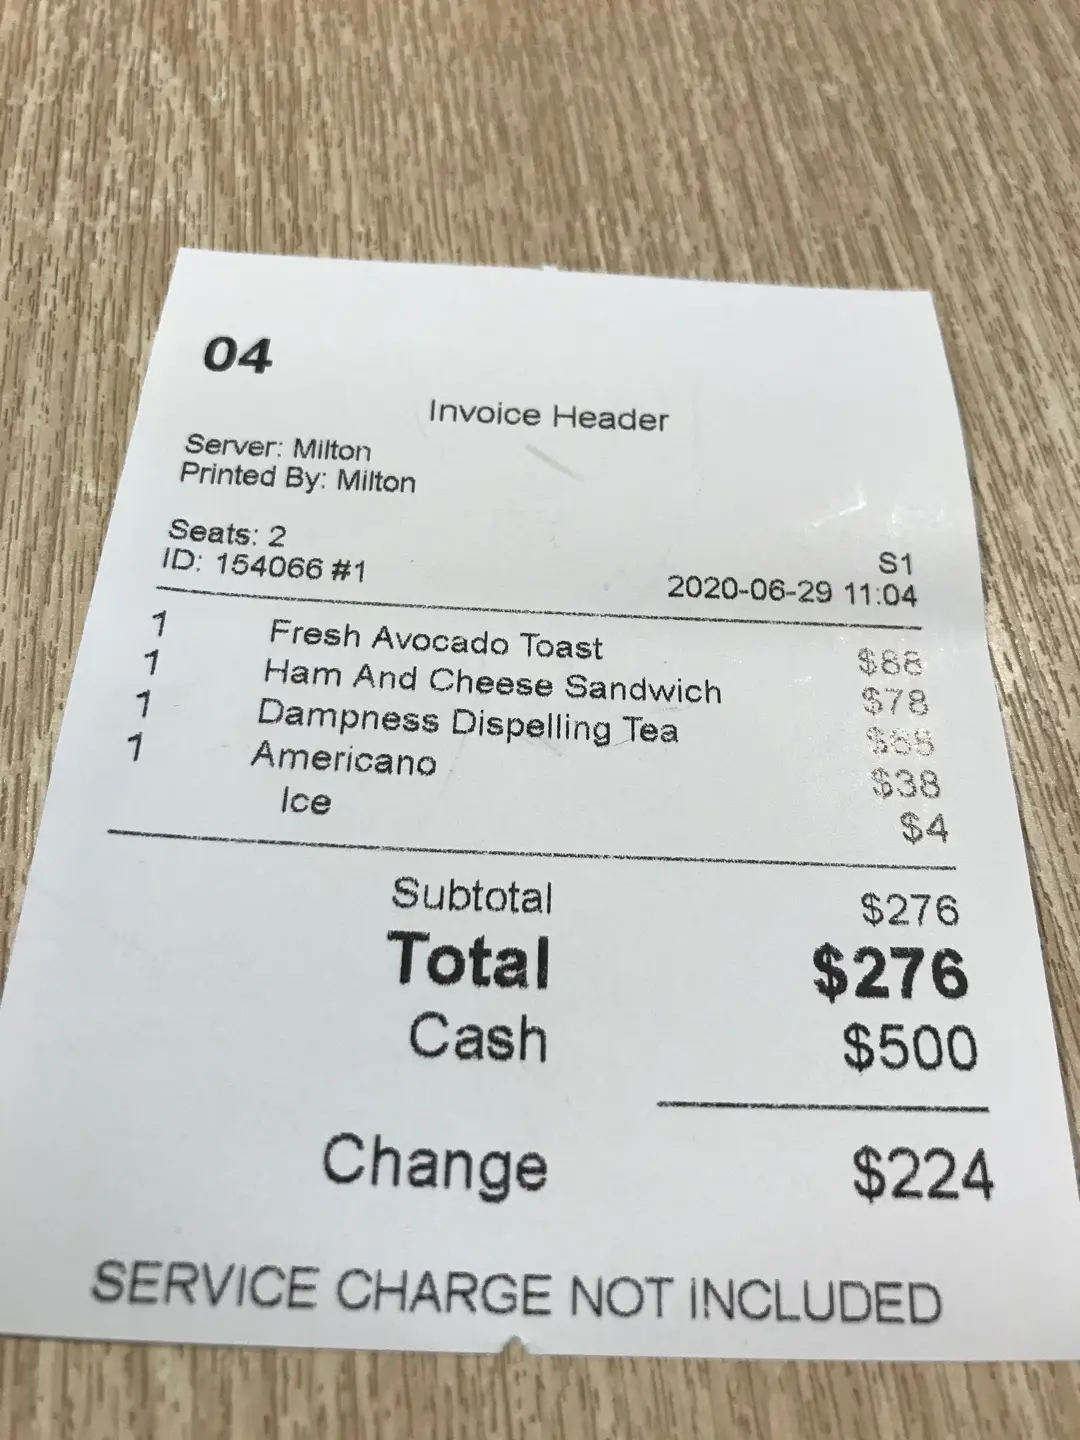 04
Invoice Header
Server: Milton
Printed By: Milton
Seats: 2
S1
ID: 154066 #1
2020-06-29 11:04
1 Fresh Avocado Toast $88
1 Ham And Cheese Sandwich $78
1 Dampness Dispelling Tea $68
1 Americano $38
Ice $4
Subtotal $276
Total $276
Cash $500
Change $224
SERVICE CHARGE NOT INCLUDED